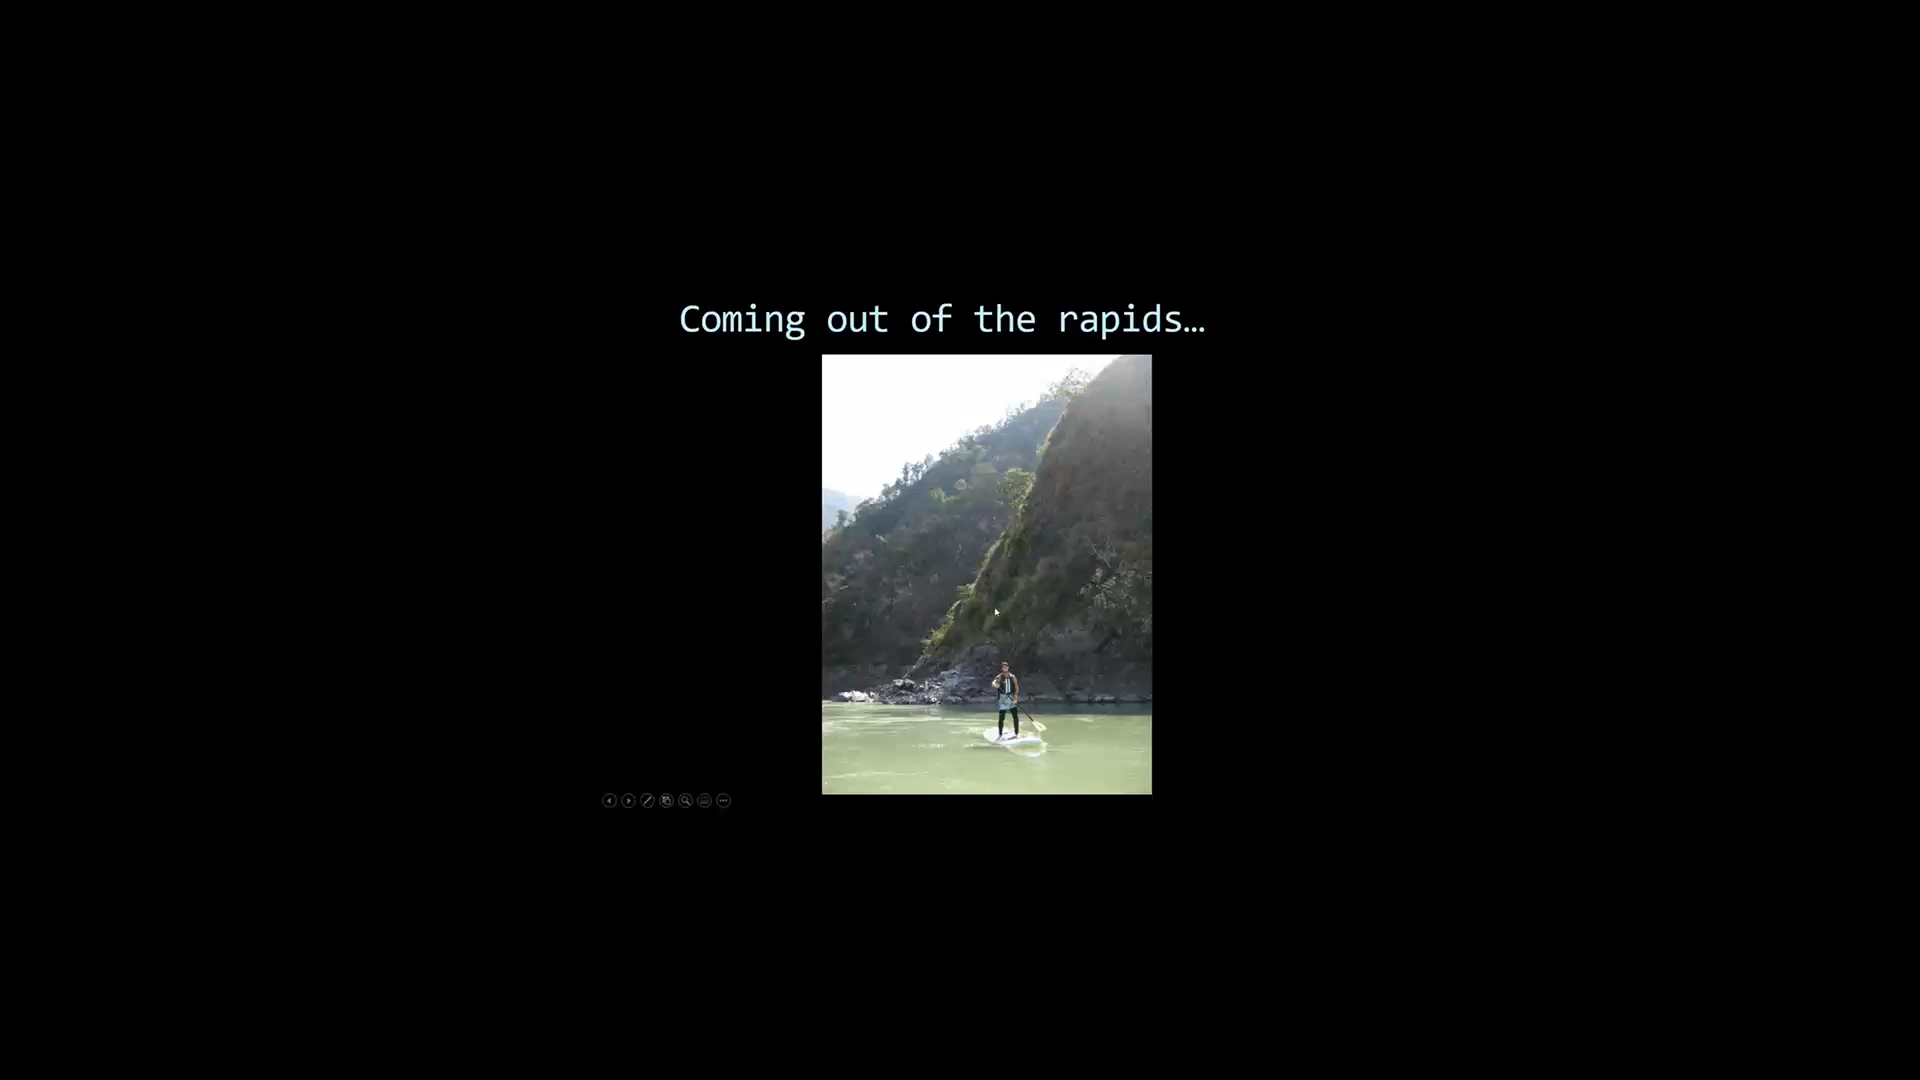 Coming out of the rapids…